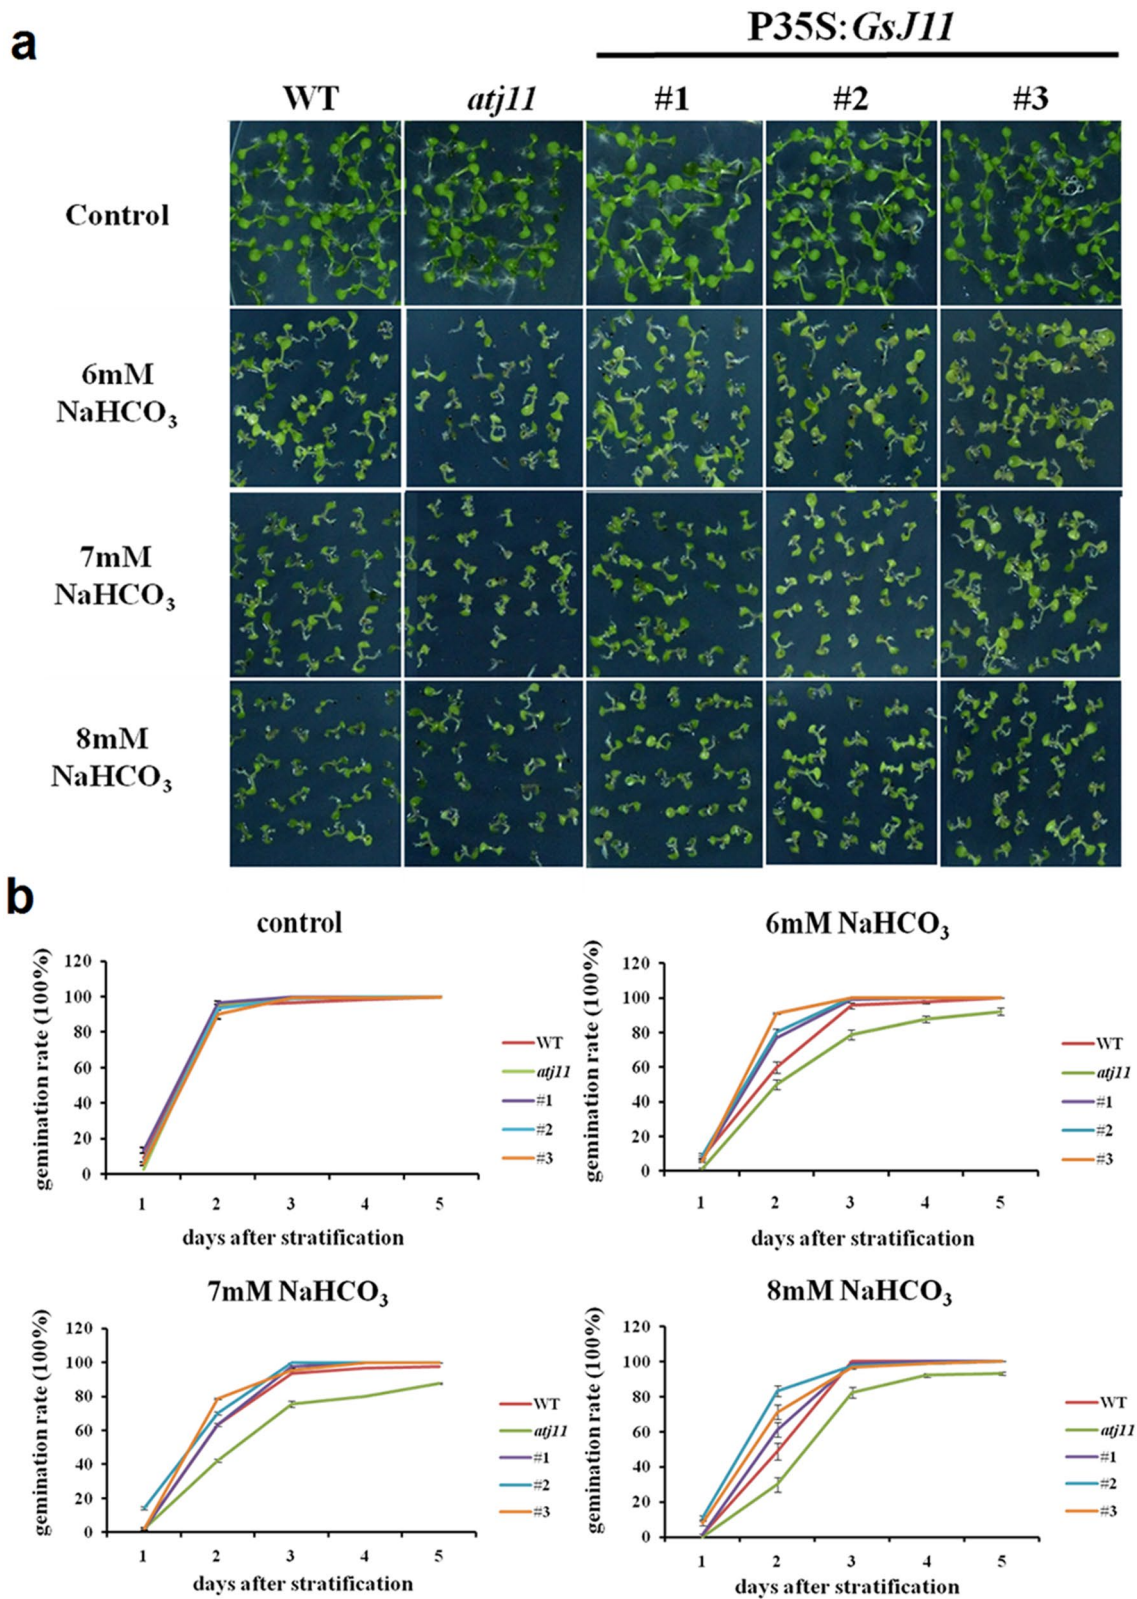 a
P35S:GsJ11
WT atj11 #1 #2 #3
Control
6mM
NaHCO₃
7mM
NaHCO₃
8mM
NaHCO₃
b
control
gemination rate (100%)
120
100
80
60
40
20
0
1 2 3 4 5
days after stratification
WT
atj11
#1
#2
#3
6mM NaHCO₃
gemination rate (100%)
120
100
80
60
40
20
0
1 2 3 4 5
days after stratification
WT
atj11
#1
#2
#3
7mM NaHCO₃
gemination rate (100%)
120
100
80
60
40
20
0
1 2 3 4 5
days after stratification
WT
atj11
#1
#2
#3
8mM NaHCO₃
gemination rate (100%)
120
100
80
60
40
20
0
1 2 3 4 5
days after stratification
WT
atj11
#1
#2
#3